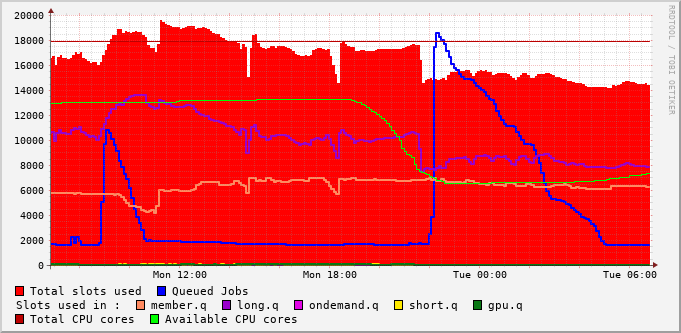 20000
18000
16000
14000
12000
10000
8000
6000
4000
2000
0
Mon 12:00 Mon 18:00 Tue 00:00 Tue 06:00
RRDTOOL / TOBI OETIKER
Total slots used Queued Jobs
Slots used in : member.q long.q ondemand.q short.q gpu.q
Total CPU cores Available CPU cores